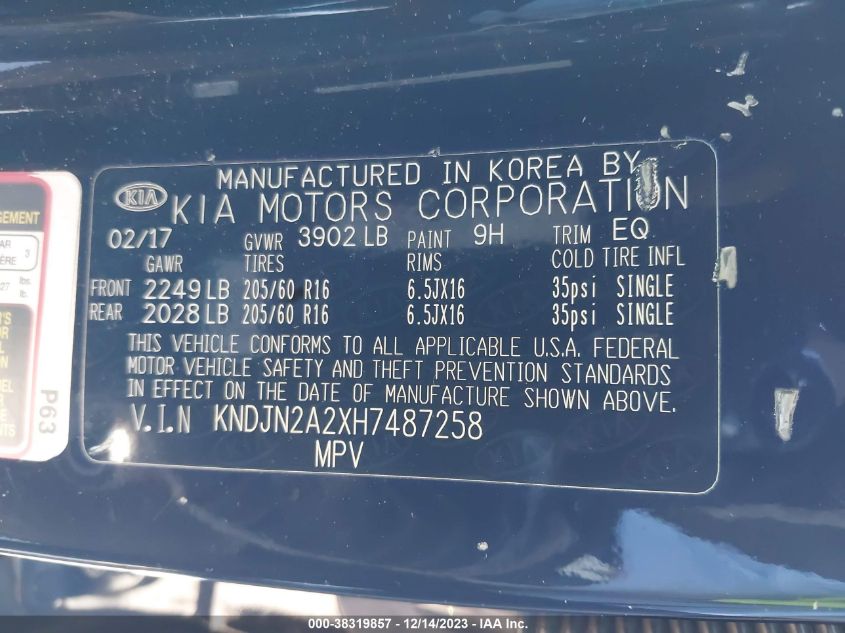 MANUFACTURED IN KOREA BY
KIA KIA MOTORS CORPORATION
02/17 GVWR 3902 LB PAINT 9H TRIM EQ
GAWR TIRES RIMS COLD TIRE INFL
FRONT 2249 LB 205/60 R16 6.5JX16 35psi SINGLE
REAR 2028 LB 205/60 R16 6.5JX16 35psi SINGLE
THIS VEHICLE CONFORMS TO ALL APPLICABLE U.S.A. FEDERAL
MOTOR VEHICLE SAFETY AND THEFT PREVENTION STANDARDS
IN EFFECT ON THE DATE OF MANUFACTURE SHOWN ABOVE.
V.I.N KNDJN2A2XH7487258
MPV
P63
000-38319857 - 12/14/2023 - IAA Inc.